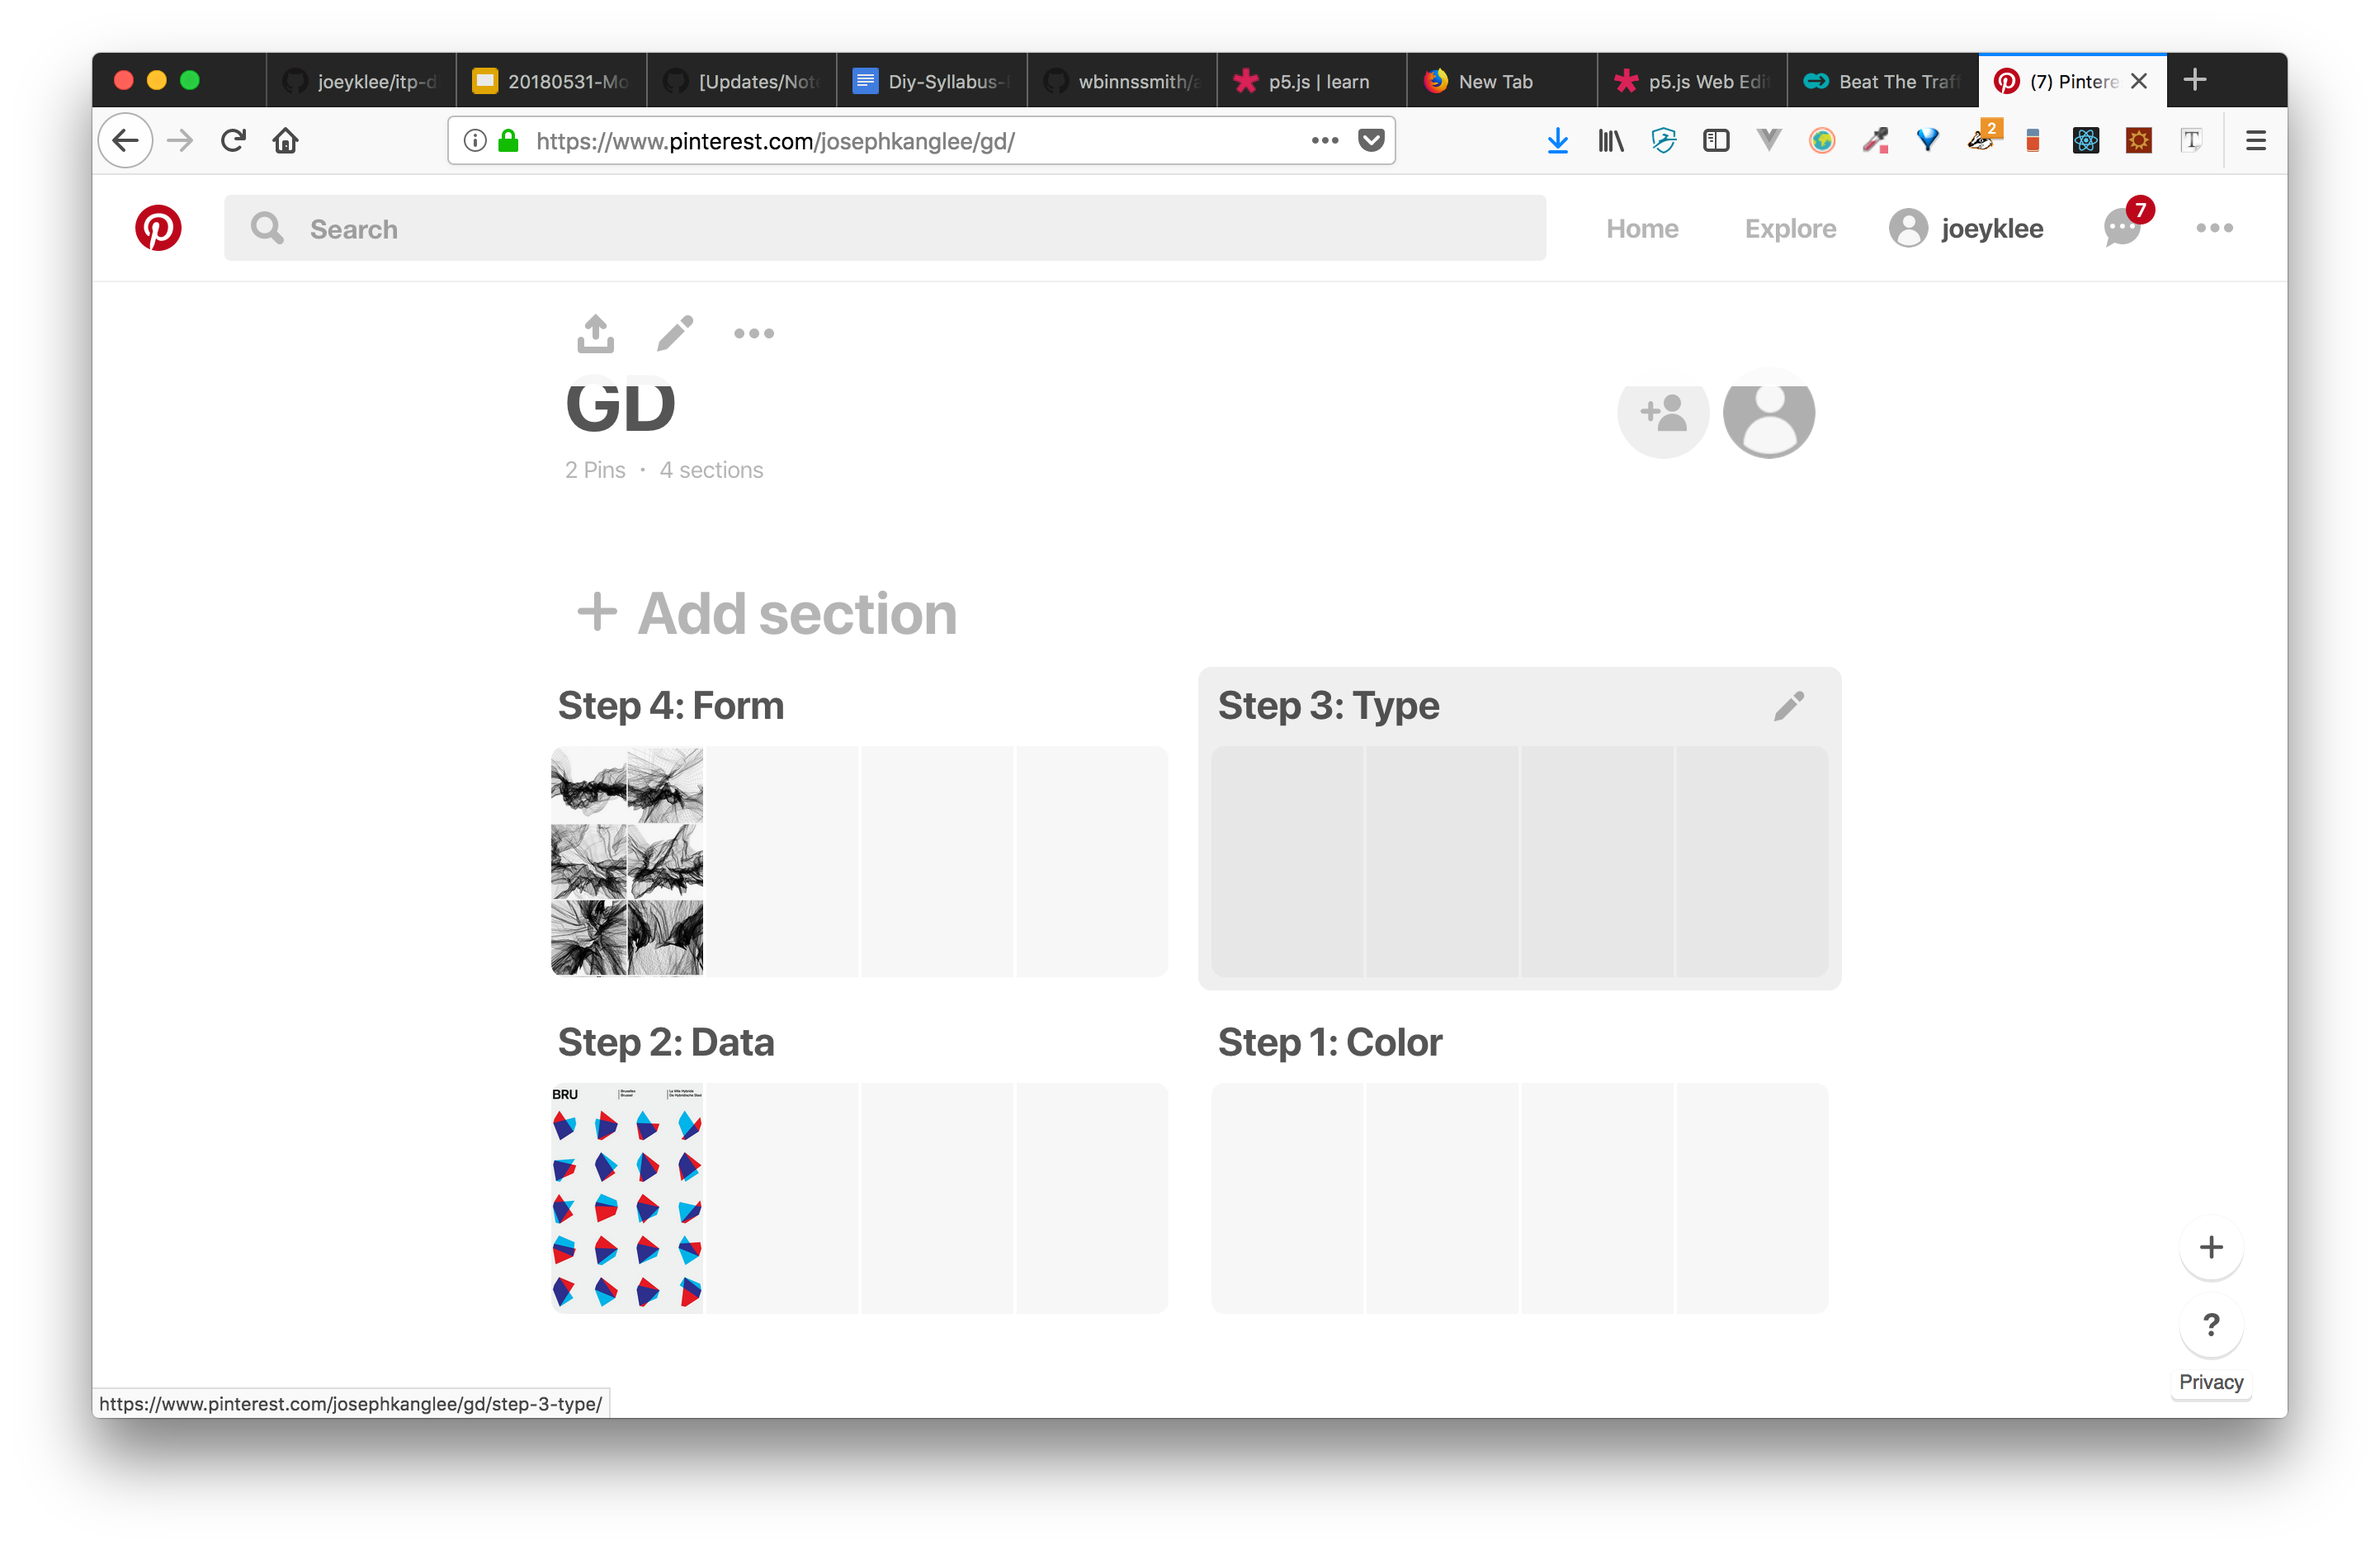 joeyklee/itp-d
20180531-Mo
[Updates/Not
Diy-Syllabus-
wbinnssmith/a
p5.js | learn
New Tab
p5.js Web Edi
Beat The Traf
(7) Pintere
https://www.pinterest.com/josephkanglee/gd/
2
Search
Home
Explore
joeyklee
7
GD
2 Pins · 4 sections
+ Add section
Step 4: Form
Step 3: Type
Step 2: Data
Step 1: Color
BRU
?
Privacy
https://www.pinterest.com/josephkanglee/gd/step-3-type/